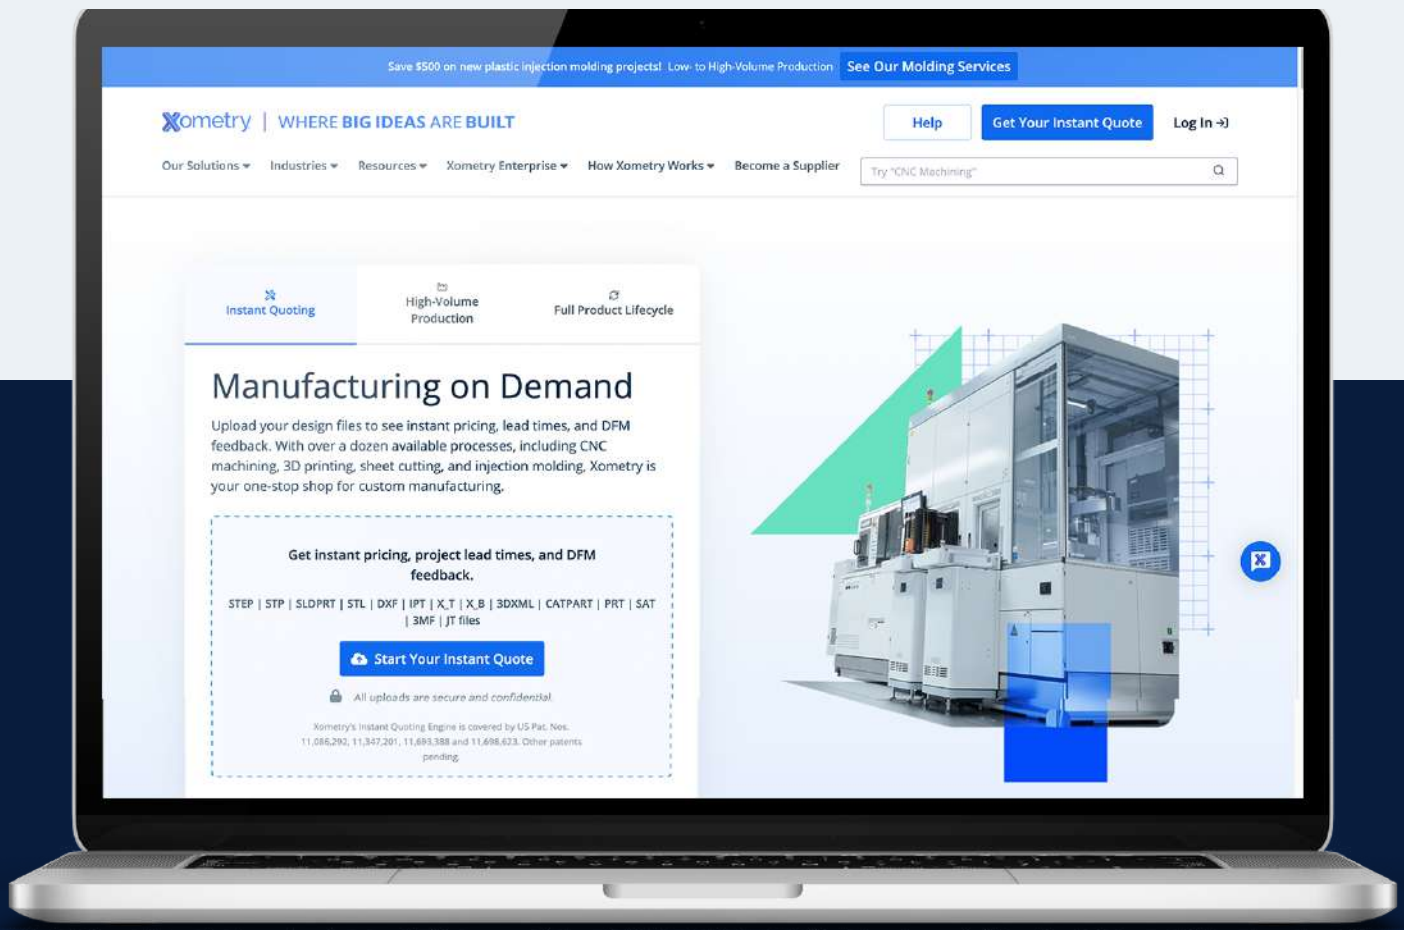 Save $500 on new plastic injection molding projects! Low- to High-Volume Production See Our Molding Services
Xometry | WHERE BIG IDEAS ARE BUILT
Help
Get Your Instant Quote
Log In
Our Solutions
Industries
Resources
Xometry Enterprise
How Xometry Works
Become a Supplier
Try "CNC Machining"
Instant Quoting
High-Volume
Production
Full Product Lifecycle
Manufacturing on Demand
Upload your design files to see instant pricing, lead times, and DFM
feedback. With over a dozen available processes, including CNC
machining, 3D printing, sheet cutting, and injection molding, Xometry is
your one-stop shop for custom manufacturing.
Get instant pricing, project lead times, and DFM
feedback.
STEP | STP | SLDPRT | STL | DXF | IPT | X_T | X_B | 3DXML | CATPART | PRT | SAT
| 3MF | JT files
Start Your Instant Quote
All uploads are secure and confidential.
Xometry's Instant Quoting Engine is covered by US Pat. Nos.
11,086,292, 11,347,201, 11,693,388 and 11,698,623. Other patents
pending.